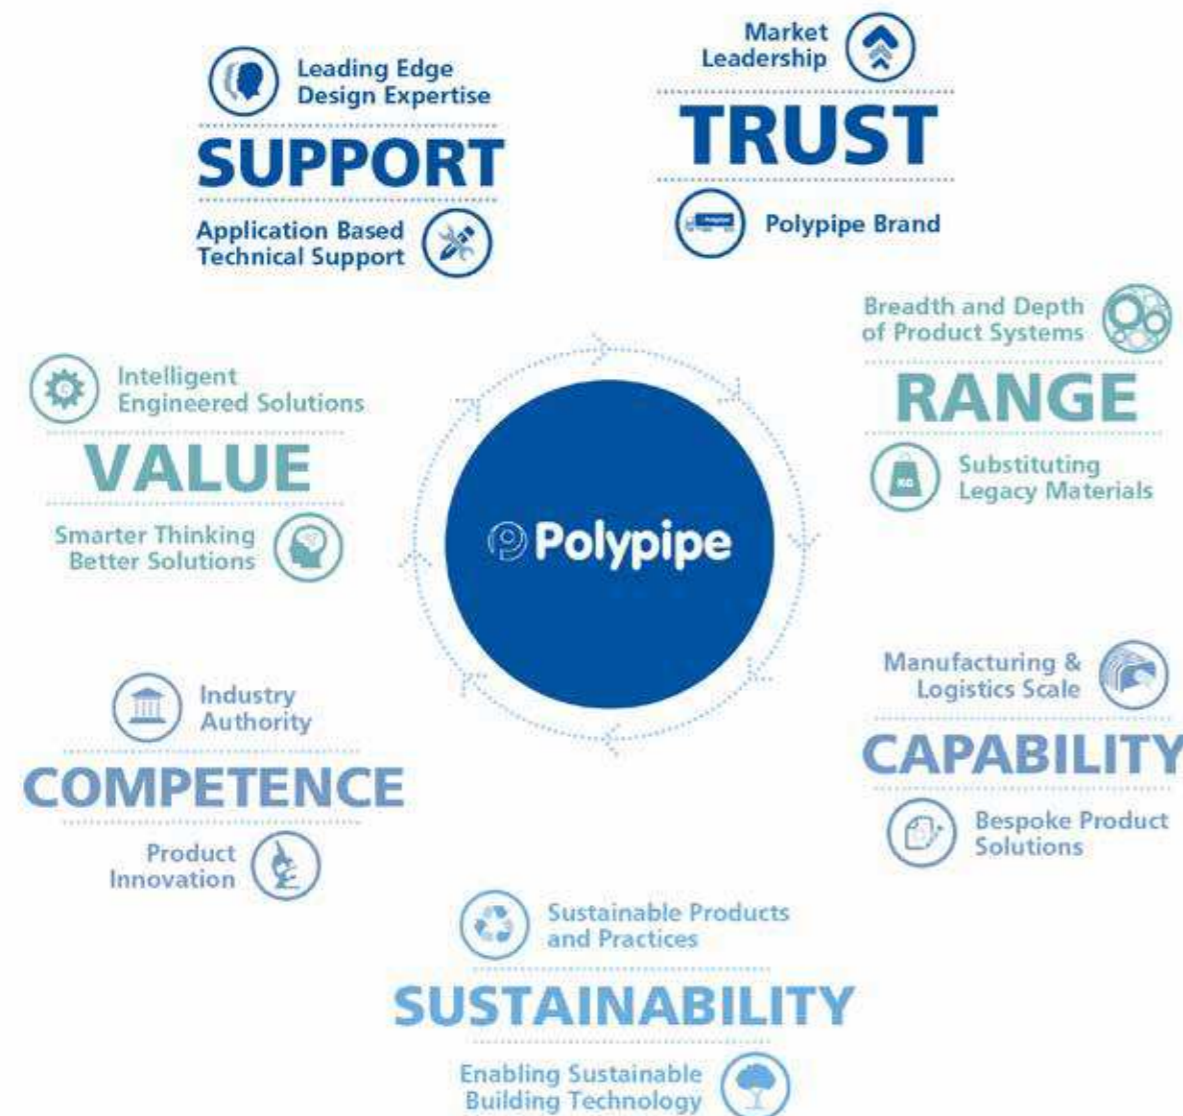 Market
Leadership
TRUST
Polypipe Brand
Breadth and Depth
of Product Systems
RANGE
KG
Substituting
Legacy Materials
Manufacturing &
Logistics Scale
CAPABILITY
Bespoke Product
Solutions
Sustainable Products
and Practices
SUSTAINABILITY
Enabling Sustainable
Building Technology
Industry
Authority
COMPETENCE
Product
Innovation
Intelligent
Engineered Solutions
VALUE
Smarter Thinking
Better Solutions
Leading Edge
Design Expertise
SUPPORT
Application Based
Technical Support
Polypipe